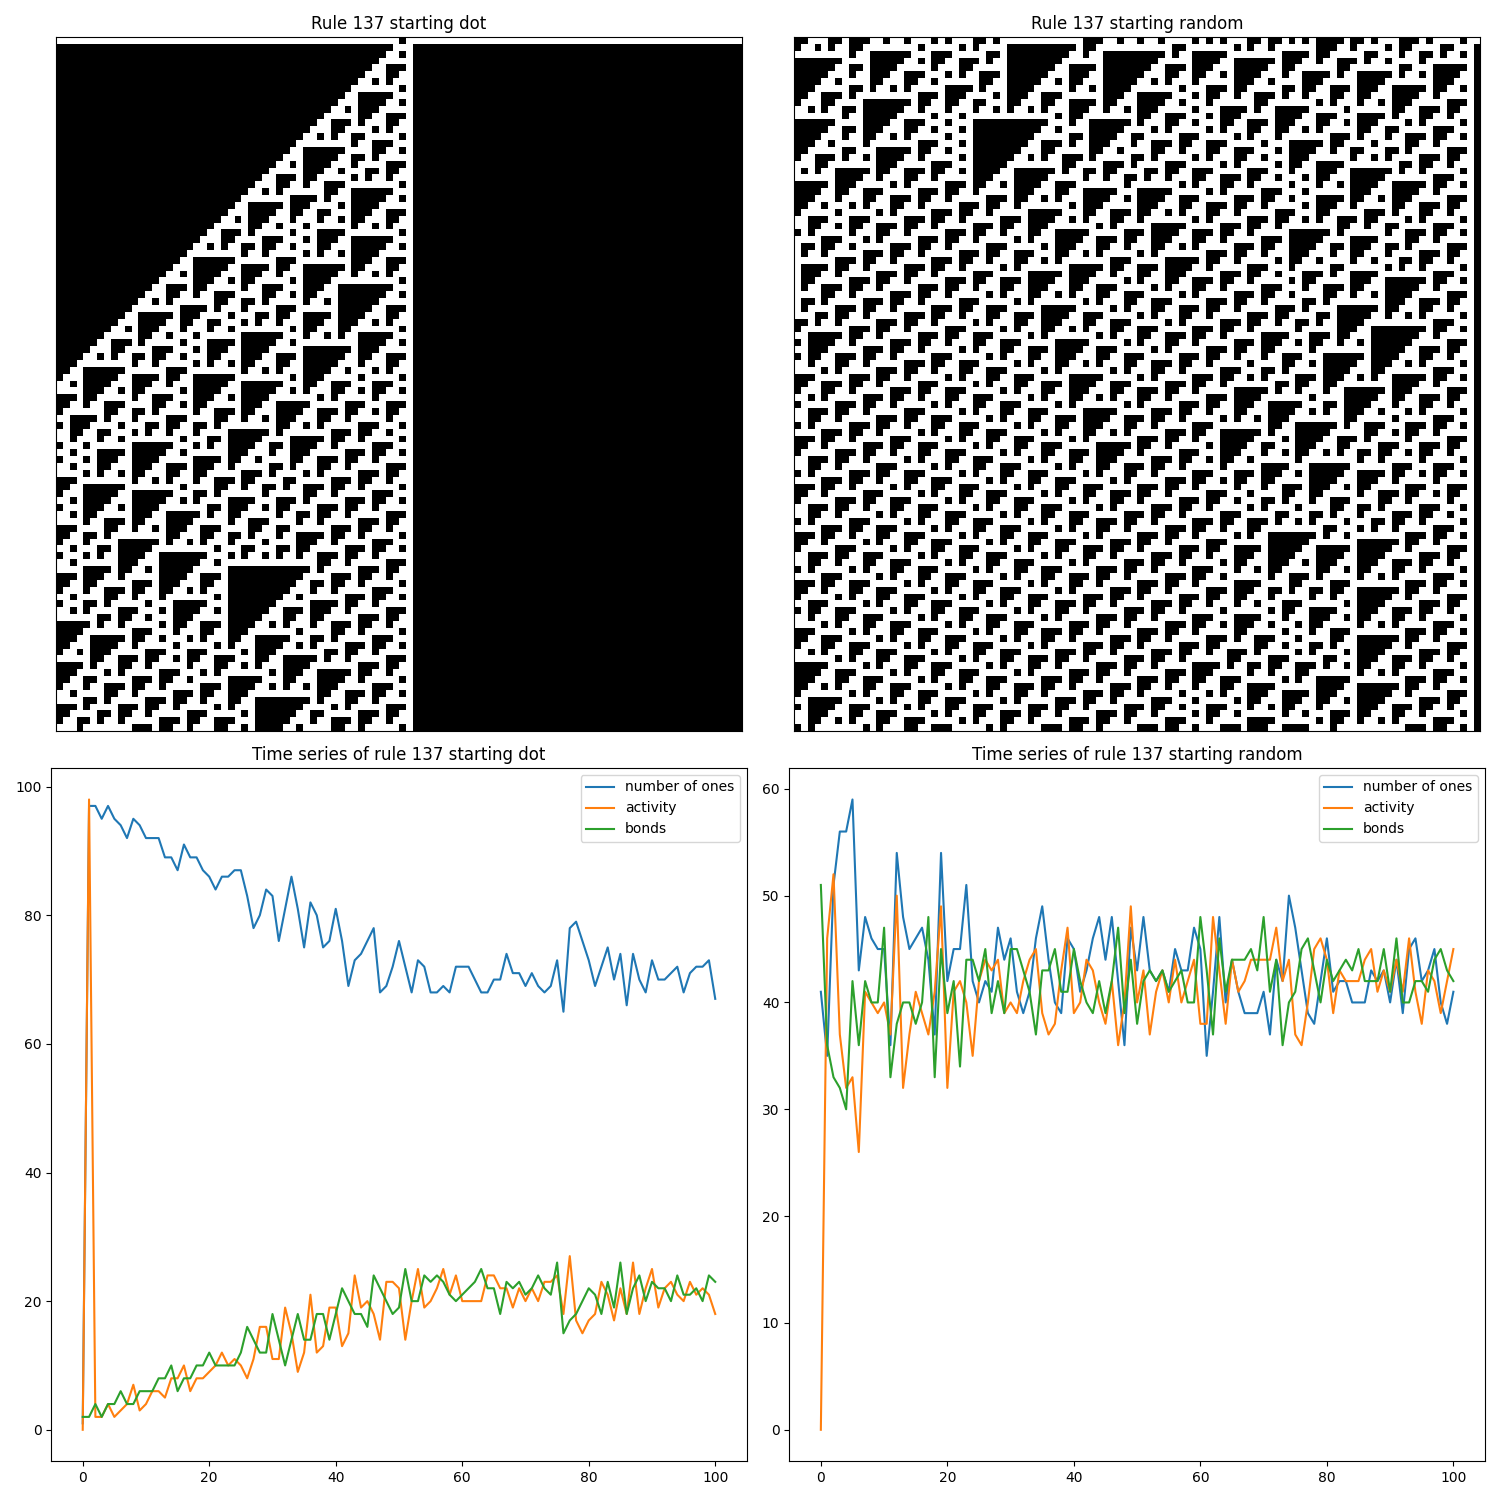 Rule 137 starting dot
Rule 137 starting random
Time series of rule 137 starting dot
100
80
60
40
20
0
0 20 40 60 80 100
number of ones
activity
bonds
Time series of rule 137 starting random
60
50
40
30
20
10
0
0 20 40 60 80 100
number of ones
activity
bonds